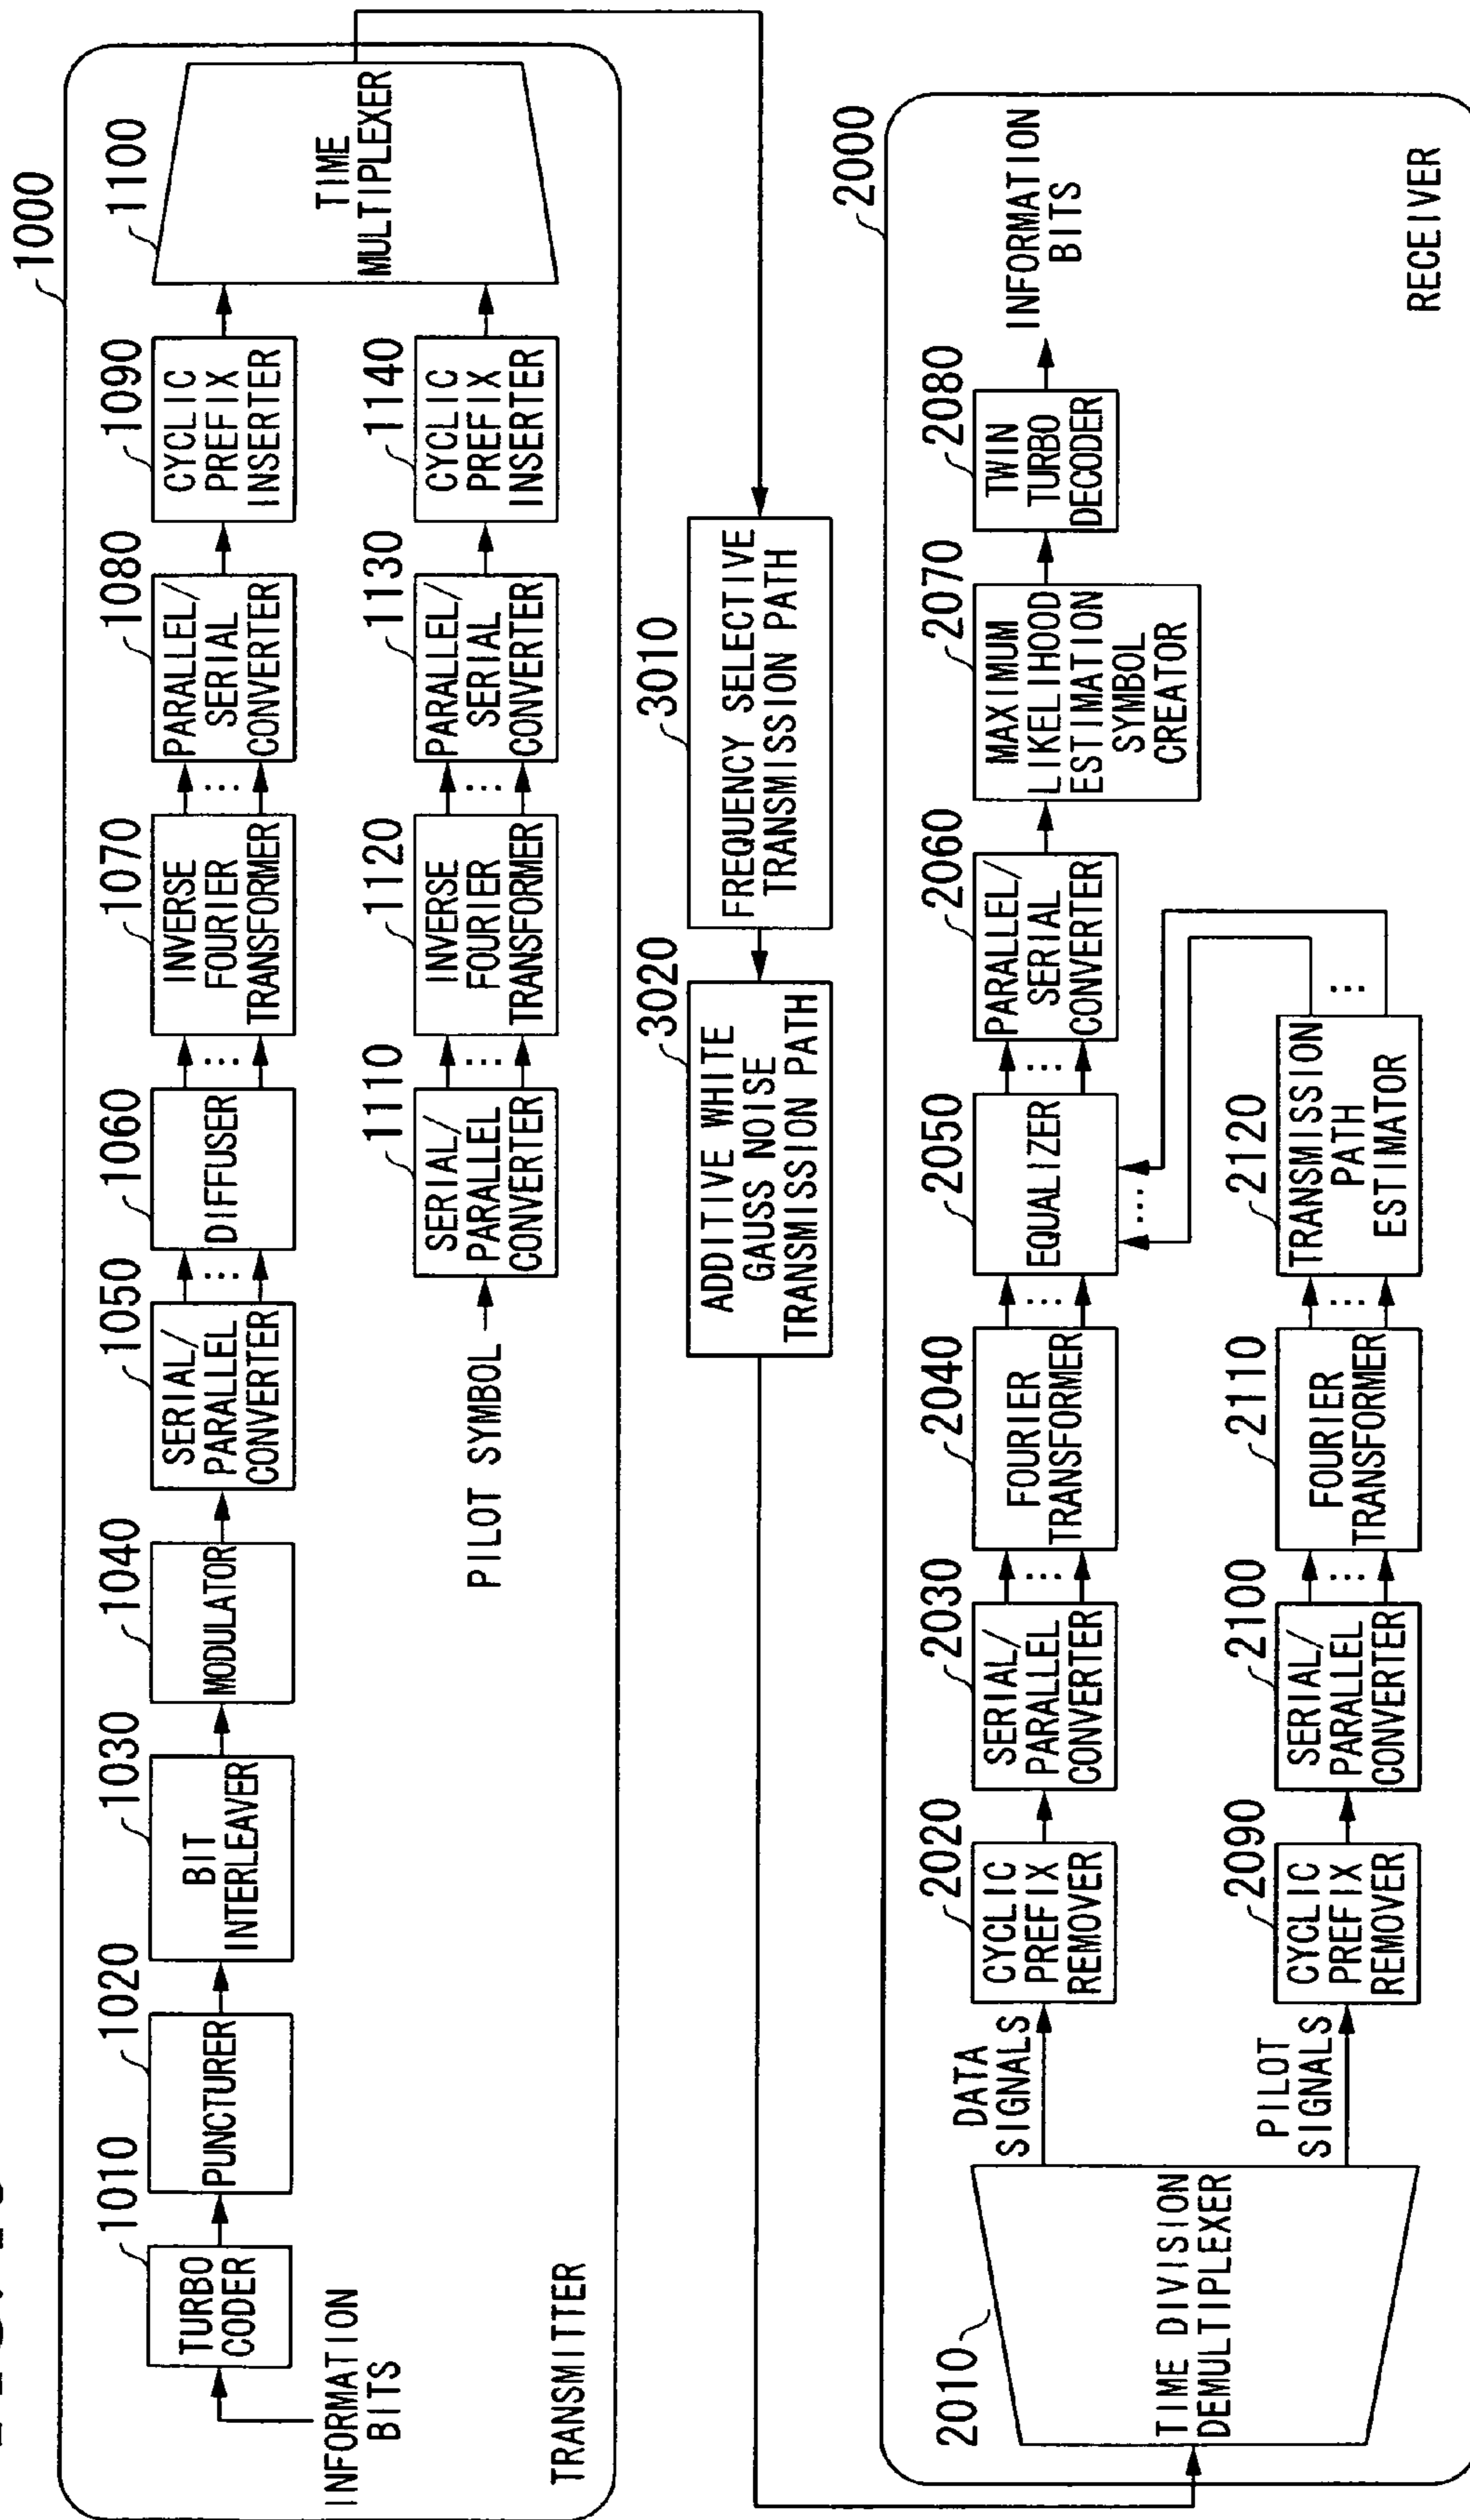 1000
TRANSMITTER
INFORMATION
BITS
1010
TURBO
CODER
1020
PUNCTURER
1030
BIT
INTERLEAVER
1040
MODULATOR
1050
SERIAL/
PARALLEL
CONVERTER
1060
DIFFUSER
1070
INVERSE
FOURIER
TRANSFORMER
1080
PARALLEL/
SERIAL
CONVERTER
1090
CYCLIC
PREFIX
INSERTER
1100
TIME
MULTIPLEXER
PILOT SYMBOL
1110
SERIAL/
PARALLEL
CONVERTER
1120
INVERSE
FOURIER
TRANSFORMER
1130
PARALLEL/
SERIAL
CONVERTER
1140
CYCLIC
PREFIX
INSERTER
3010
FREQUENCY SELECTIVE
TRANSMISSION PATH
3020
ADDITIVE WHITE
GAUSS NOISE
TRANSMISSION PATH
2000
RECEIVER
2010
TIME DIVISION
DEMULTIPLEXER
DATA
SIGNALS
2020
CYCLIC
PREFIX
REMOVER
2030
SERIAL/
PARALLEL
CONVERTER
2040
FOURIER
TRANSFORMER
2050
EQUALIZER
2060
PARALLEL/
SERIAL
CONVERTER
2070
MAXIMUM
LIKELIHOOD
ESTIMATION
SYMBOL
CREATOR
2080
TWIN
TURBO
DECODER
INFORMATION
BITS
PILOT
SIGNALS
2090
CYCLIC
PREFIX
REMOVER
2100
SERIAL/
PARALLEL
CONVERTER
2110
FOURIER
TRANSFORMER
2120
TRANSMISSION
PATH
ESTIMATOR